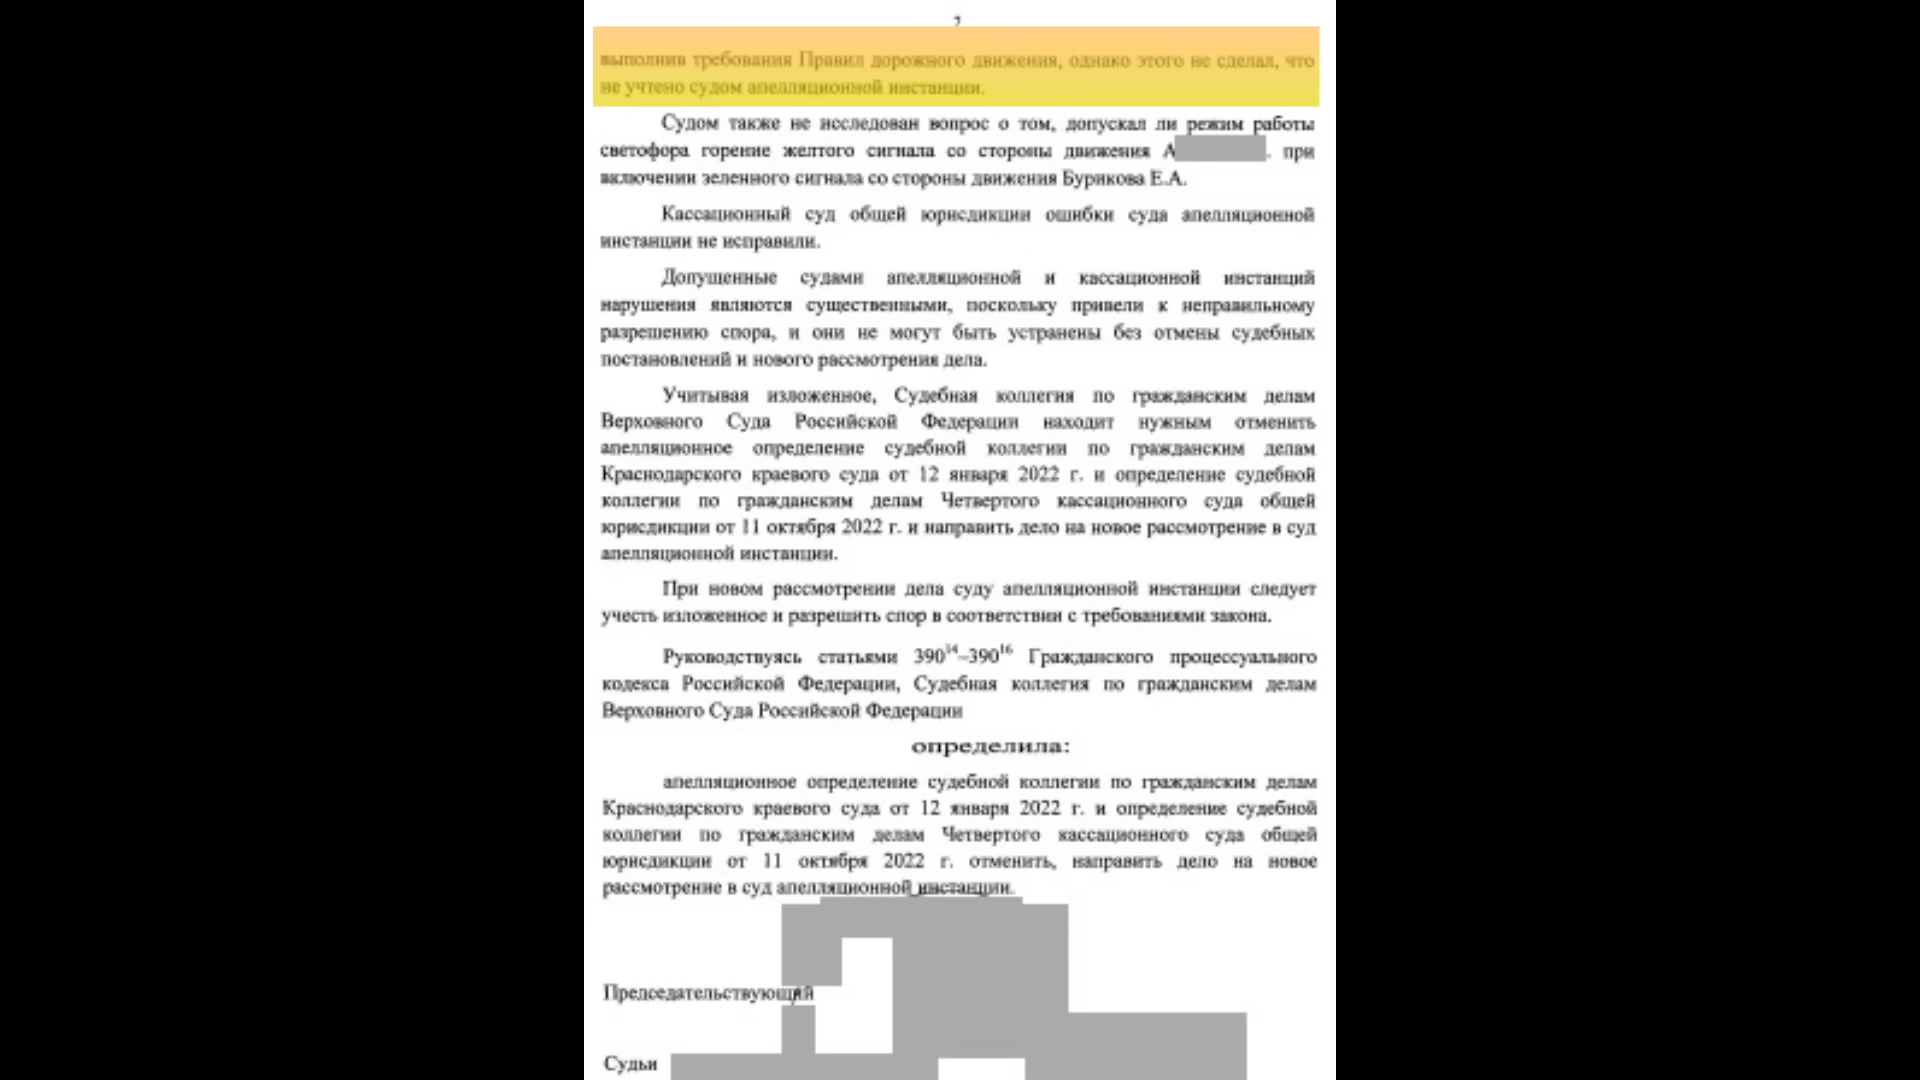 7
выполнив требования Правил дорожного движения, однако этого не сделал, что
не учтено судом апелляционной инстанции.
Судом также не исследован вопрос о том, допускал ли режим работы
светофора горение желтого сигнала со стороны движения А . при
включении зеленного сигнала со стороны движения Бурикова Е.А.
Кассационный суд общей юрисдикции ошибки суда апелляционной
инстанции не исправили.
Допущенные судами апелляционной и кассационной инстанций
нарушения являются существенными, поскольку привели к неправильному
разрешению спора, и они не могут быть устранены без отмены судебных
постановлений и нового рассмотрения дела.
Учитывая изложенное, Судебная коллегия по гражданским делам
Верховного Суда Российской Федерации находит нужным отменить
апелляционное определение судебной коллегии по гражданским делам
Краснодарского краевого суда от 12 января 2022 г. и определение судебной
коллегии по гражданским делам Четвертого кассационного суда общей
юрисдикции от 11 октября 2022 г. и направить дело на новое рассмотрение в суд
апелляционной инстанции.
При новом рассмотрении дела суду апелляционной инстанции следует
учесть изложенное и разрешить спор в соответствии с требованиями закона.
Руководствуясь статьями 390¹⁴–390¹⁶ Гражданского процессуального
кодекса Российской Федерации, Судебная коллегия по гражданским делам
Верховного Суда Российской Федерации
определила:
апелляционное определение судебной коллегии по гражданским делам
Краснодарского краевого суда от 12 января 2022 г. и определение судебной
коллегии по гражданским делам Четвертого кассационного суда общей
юрисдикции от 11 октября 2022 г. отменить, направить дело на новое
рассмотрение в суд апелляционной инстанции.
Председательствующий
Судьи